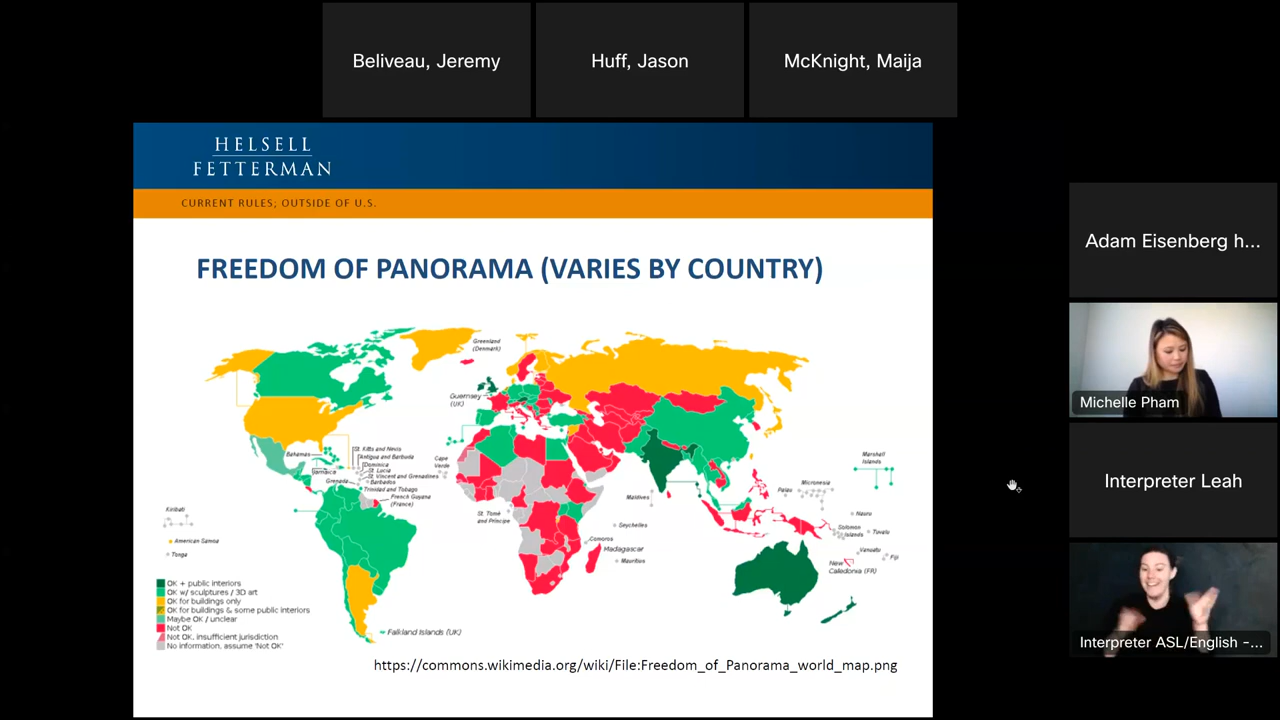 Beliveau, Jeremy
Huff, Jason
McKnight, Maija
HELSELL
FETTERMAN
CURRENT RULES; OUTSIDE OF U.S.
FREEDOM OF PANORAMA (VARIES BY COUNTRY)
Greenland
(Denmark)
Guernsey
(UK)
Bahamas
Jamaica
St. Kitts and Nevis
Antigua and Barbuda
Dominica
St. Lucia
St. Vincent and Grenadines
Barbados
Grenada
Trinidad and Tobago
French Guyana
(France)
Cape
Verde
St. Tomé
and Príncipe
Maldives
Seychelles
Comoros
Madagascar
Mauritius
Marshall
Islands
Micronesia
Palau
Nauru
Solomon
Islands
Tuvalu
Vanuatu
Fiji
New
Caledonia (FR)
Kiribati
American Samoa
Tonga
Falkland Islands (UK)
OK + public interiors
OK w/ sculptures / 3D art
OK for buildings only
OK for buildings & some public interiors
Maybe OK / unclear
Not OK
Not OK, insufficient jurisdiction
No information, assume 'Not OK'
https://commons.wikimedia.org/wiki/File:Freedom_of_Panorama_world_map.png
Adam Eisenberg h...
Michelle Pham
Interpreter Leah
Interpreter ASL/English -...